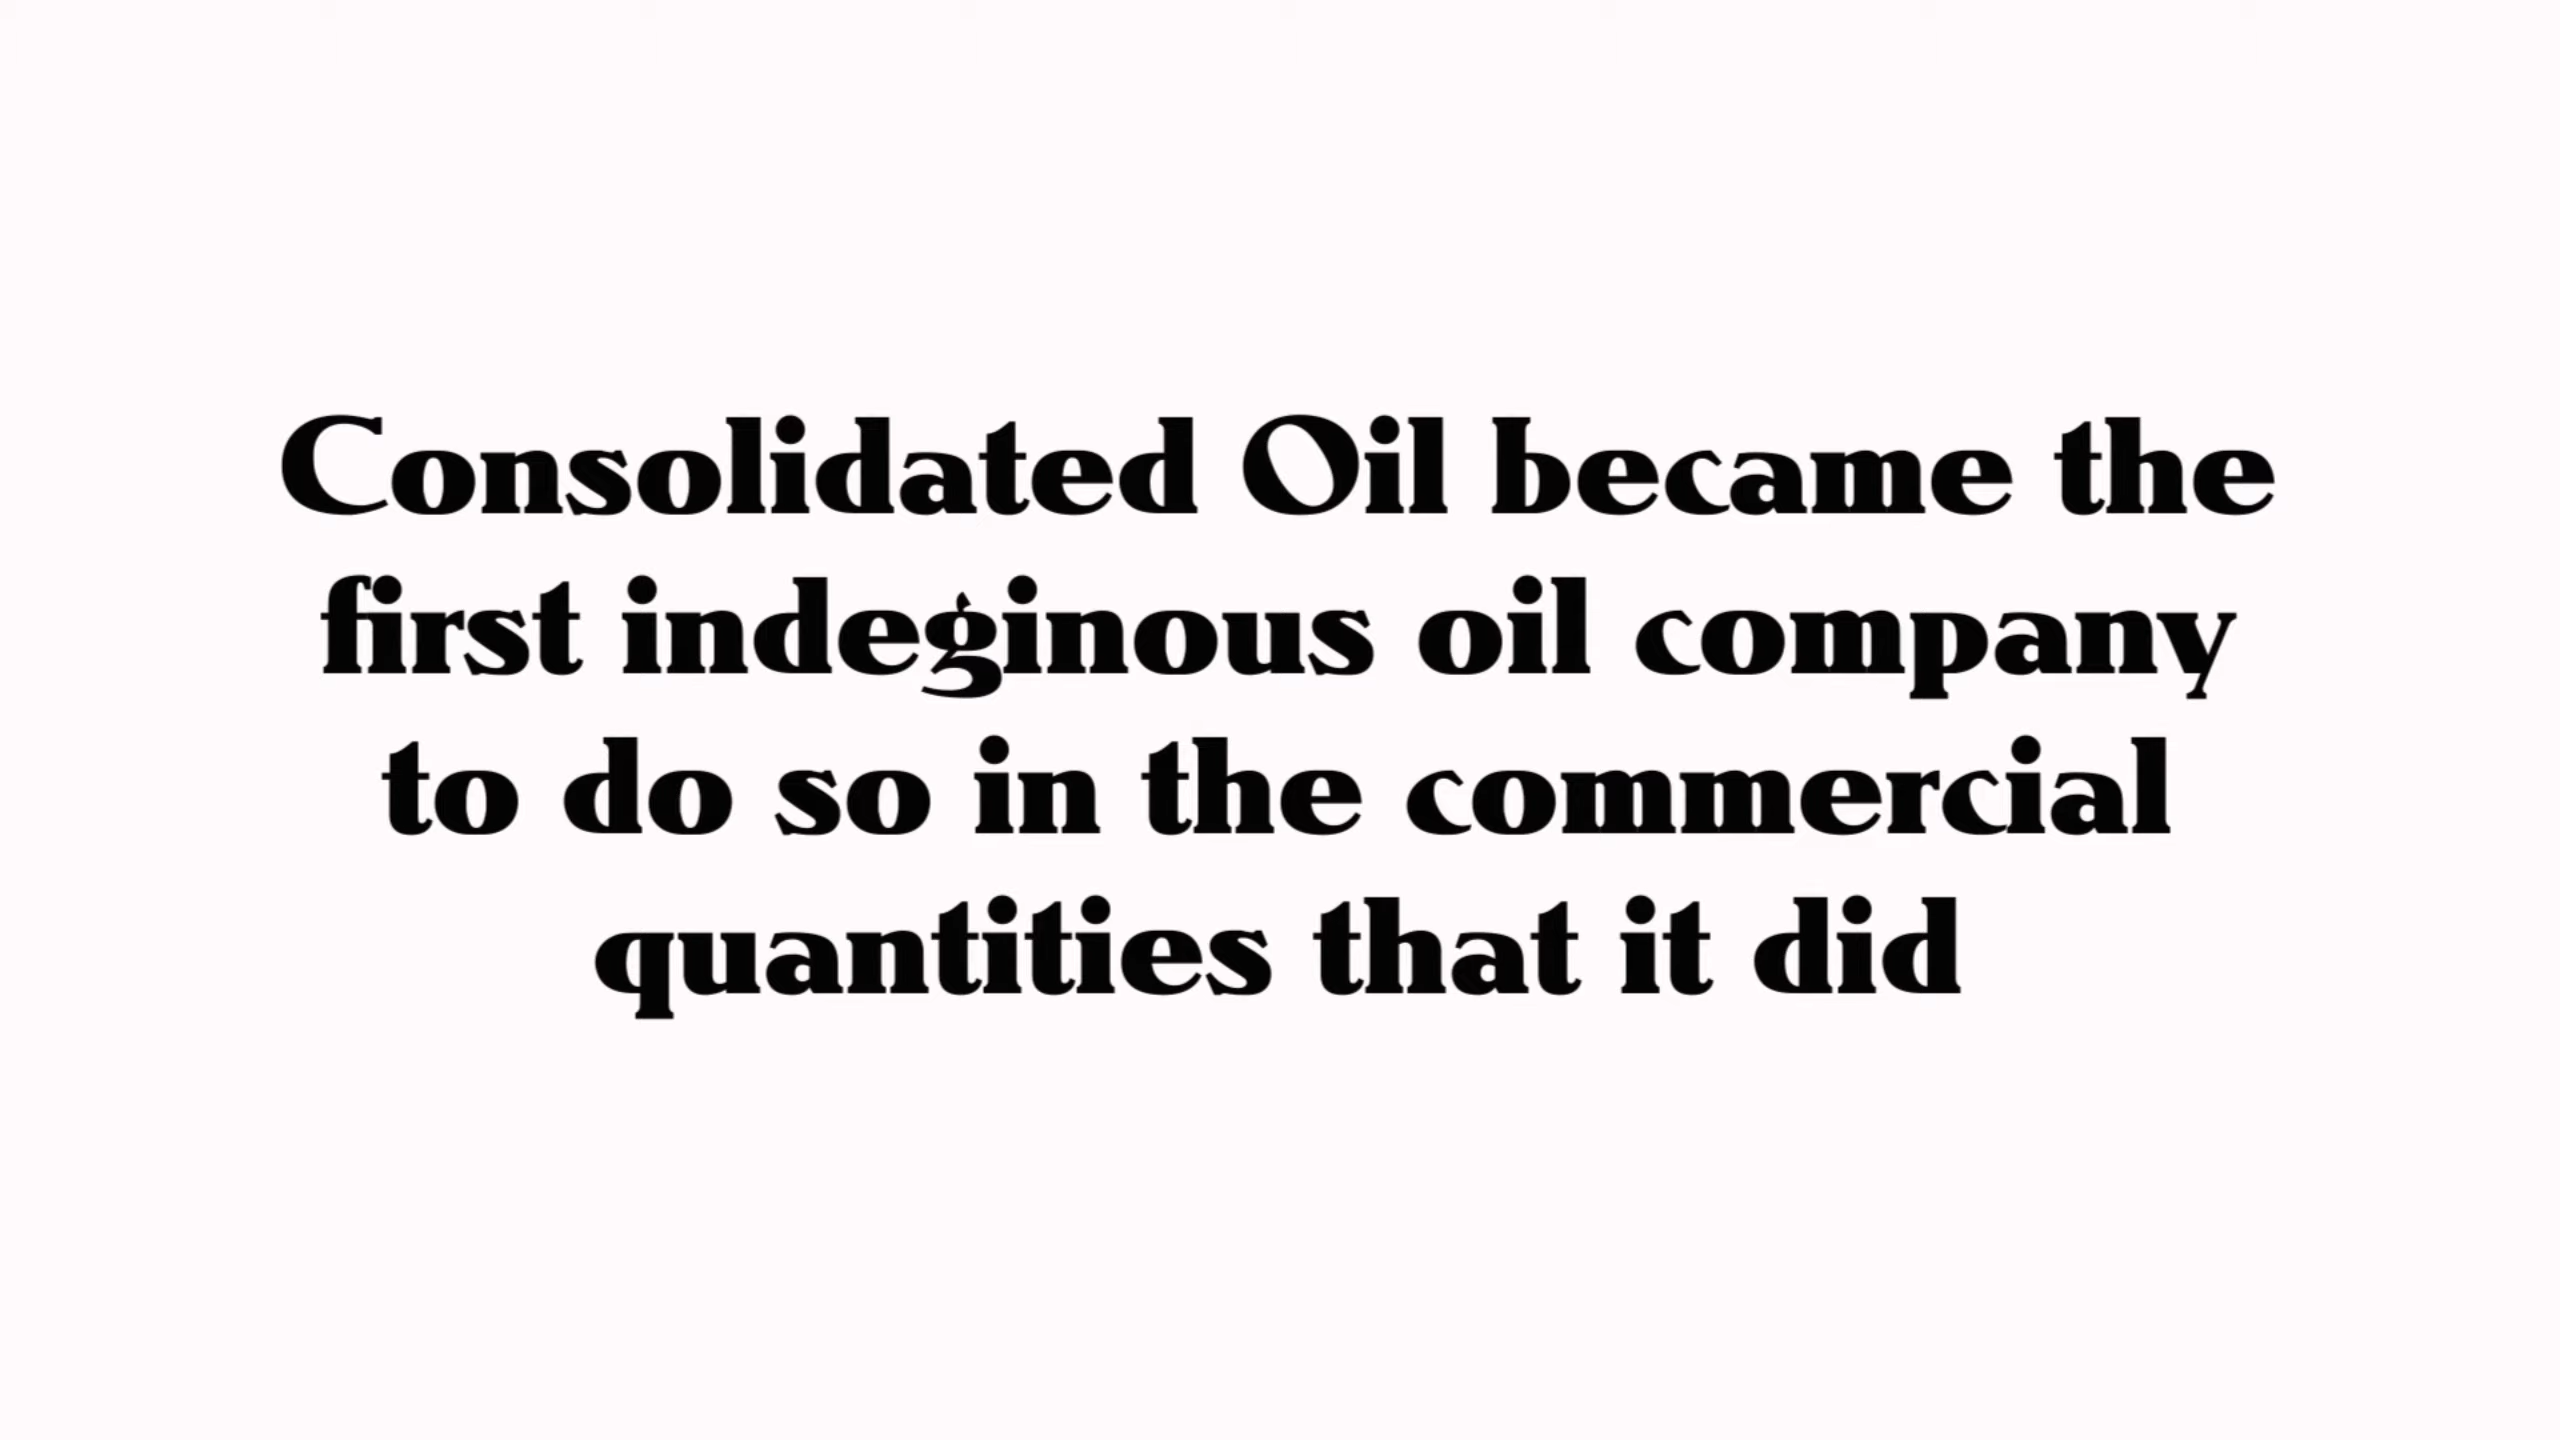 Consolidated Oil became the
first indeginous oil company
to do so in the commercial
quantities that it did